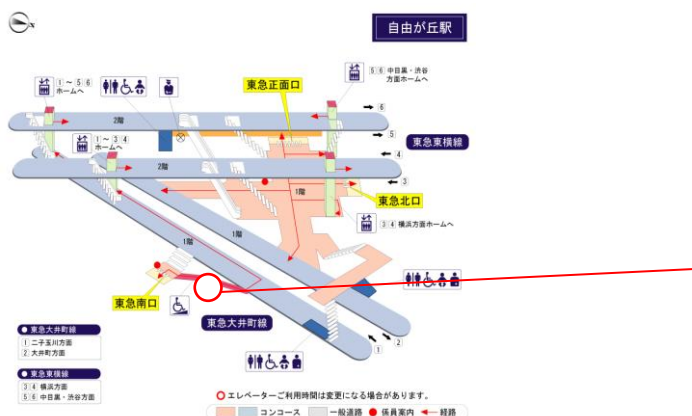 自由が丘駅
①～⑤⑥
ホームへ
⑤⑥中目黒・渋谷
方面ホームへ
東急正面口
2階
⑥
⑤
東急東横線
①～③④
ホームへ
④
③
2階
1階
東急北口
③④横浜方面ホームへ
1階
1階
東急南口
東急大井町線
①
②
●東急大井町線
①二子玉川方面
②大井町方面
●東急東横線
③④横浜方面
⑤⑥中目黒・渋谷方面
エレベーターご利用時間は変更になる場合があります。
コンコース 一般道路 係員案内 経路